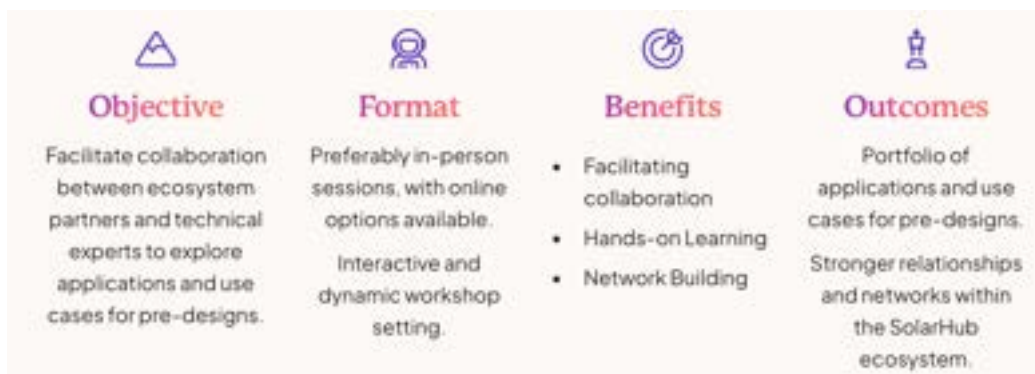 Objective
Facilitate collaboration
between ecosystem
partners and technical
experts to explore
applications and use
cases for pre-designs.
Format
Preferably in-person
sessions, with online
options available.
Interactive and
dynamic workshop
setting.
Benefits
• Facilitating
collaboration
• Hands-on Learning
• Network Building
Outcomes
Portfolio of
applications and use
cases for pre-designs.
Stronger relationships
and networks within
the SolarHub
ecosystem.